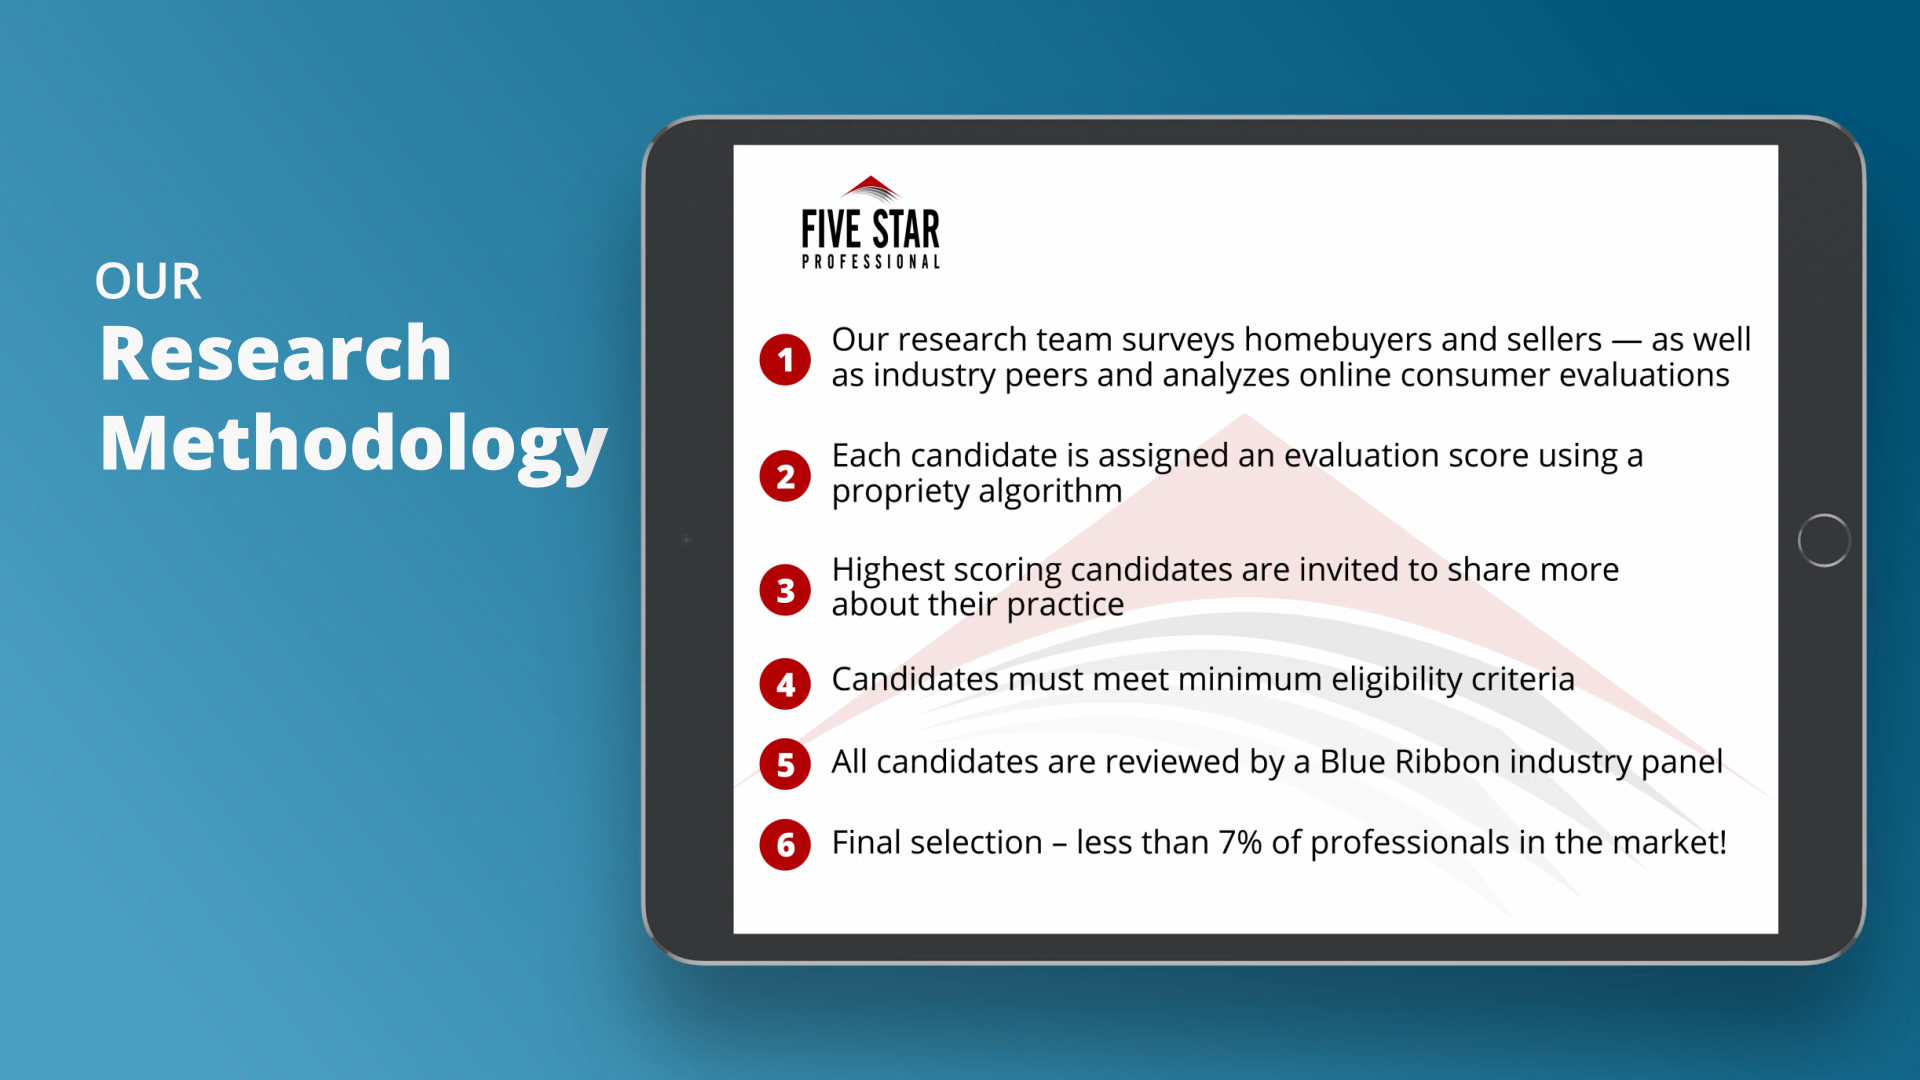 OUR
Research
Methodology
FIVE STAR
PROFESSIONAL
1 Our research team surveys homebuyers and sellers — as well
as industry peers and analyzes online consumer evaluations
2 Each candidate is assigned an evaluation score using a
propriety algorithm
3 Highest scoring candidates are invited to share more
about their practice
4 Candidates must meet minimum eligibility criteria
5 All candidates are reviewed by a Blue Ribbon industry panel
6 Final selection – less than 7% of professionals in the market!